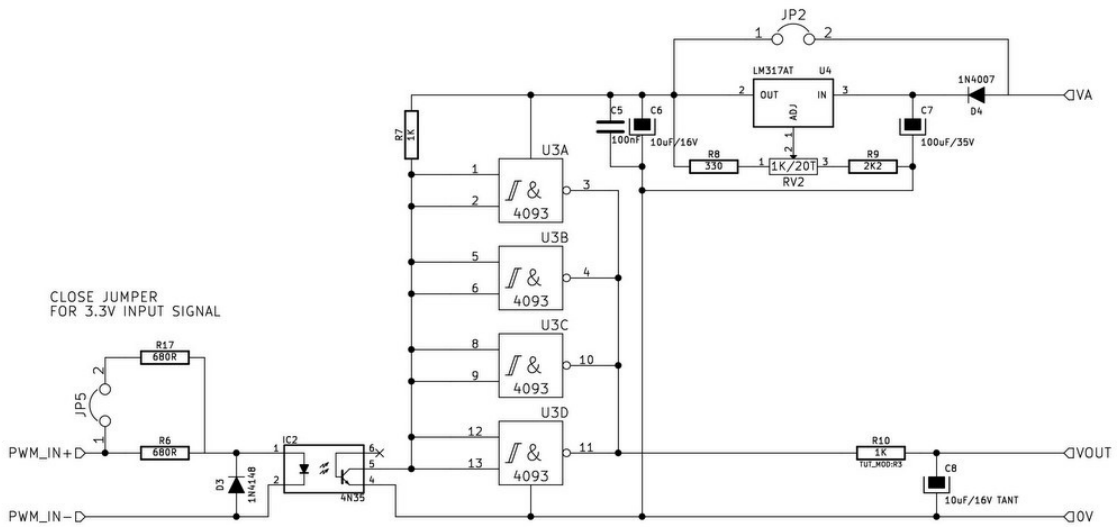 JP2
1
2
LM317AT
U4
2
OUT
IN
3
ADJ
1
1N4007
D4
VA
R7
1K
C5
100nF
C6
10uF/16V
C7
100uF/35V
R8
330
1
2
3
1K/20T
RV2
R9
2K2
U3A
1
2
&
4093
3
U3B
5
6
&
4093
4
U3C
8
9
&
4093
10
U3D
12
13
&
4093
11
CLOSE JUMPER
FOR 3.3V INPUT SIGNAL
R17
680R
2
JP5
1
R6
680R
PWM_IN+
PWM_IN-
D3
1N4148
IC2
1
2
6
5
4
4N35
R10
1K
TUT_MOD:R3
VOUT
C8
10uF/16V TANT
0V